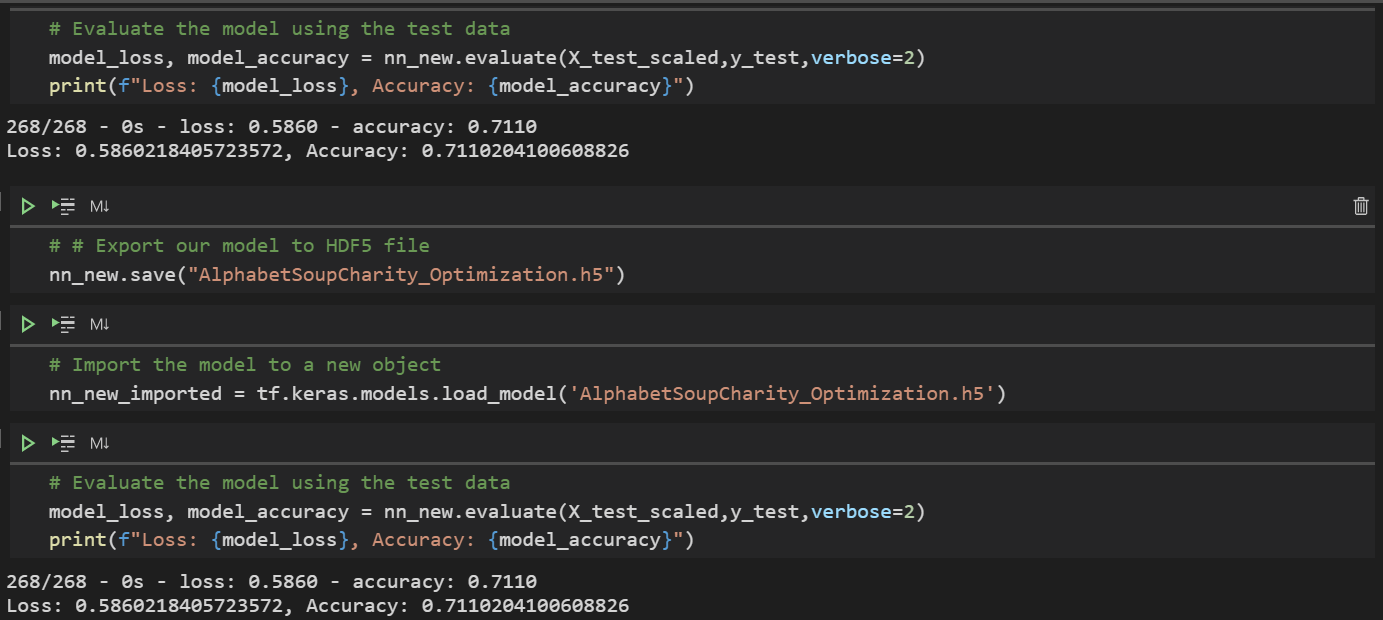 # Evaluate the model using the test data
model_loss, model_accuracy = nn_new.evaluate(X_test_scaled,y_test,verbose=2)
print(f"Loss: {model_loss}, Accuracy: {model_accuracy}")
268/268 - 0s - loss: 0.5860 - accuracy: 0.7110
Loss: 0.5860218405723572, Accuracy: 0.7110204100608826
M↓
# # Export our model to HDF5 file
nn_new.save("AlphabetSoupCharity_Optimization.h5")
M↓
# Import the model to a new object
nn_new_imported = tf.keras.models.load_model('AlphabetSoupCharity_Optimization.h5')
M↓
# Evaluate the model using the test data
model_loss, model_accuracy = nn_new.evaluate(X_test_scaled,y_test,verbose=2)
print(f"Loss: {model_loss}, Accuracy: {model_accuracy}")
268/268 - 0s - loss: 0.5860 - accuracy: 0.7110
Loss: 0.5860218405723572, Accuracy: 0.7110204100608826